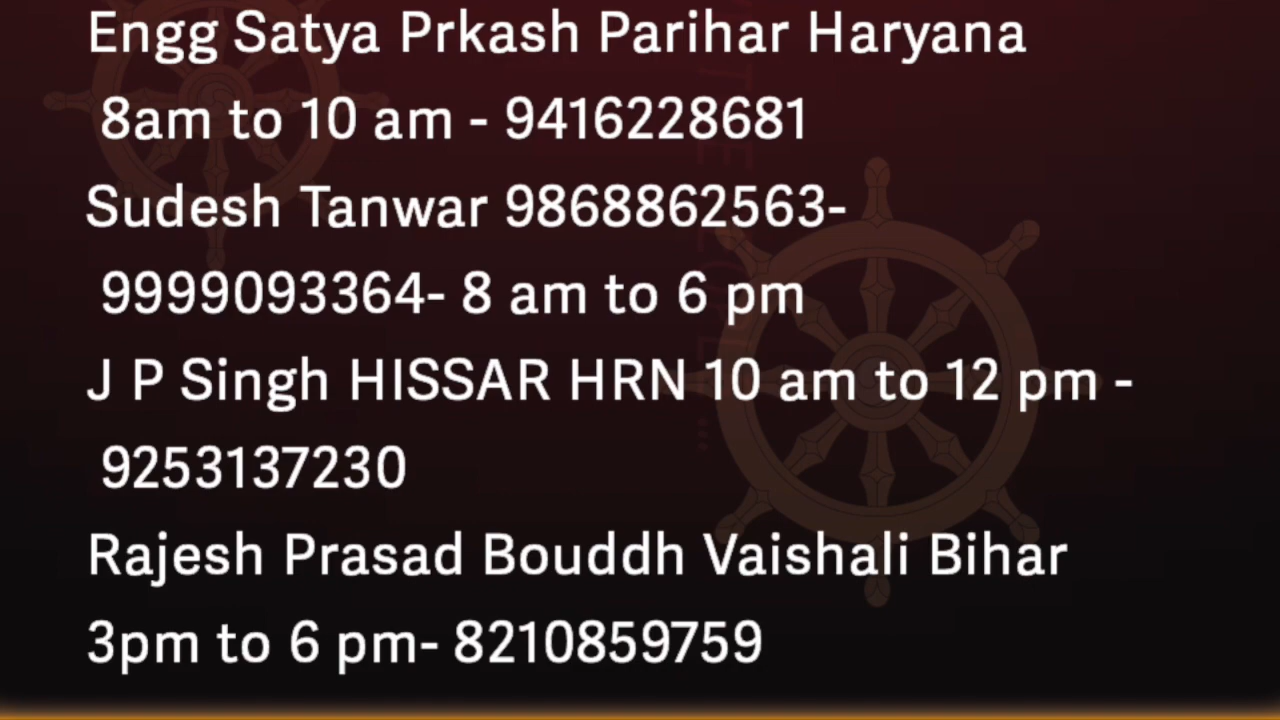 Engg Satya Prkash Parihar Haryana
8am to 10 am - 9416228681
Sudesh Tanwar 9868862563-
9999093364- 8 am to 6 pm
J P Singh HISSAR HRN 10 am to 12 pm -
9253137230
Rajesh Prasad Bouddh Vaishali Bihar
3pm to 6 pm- 8210859759